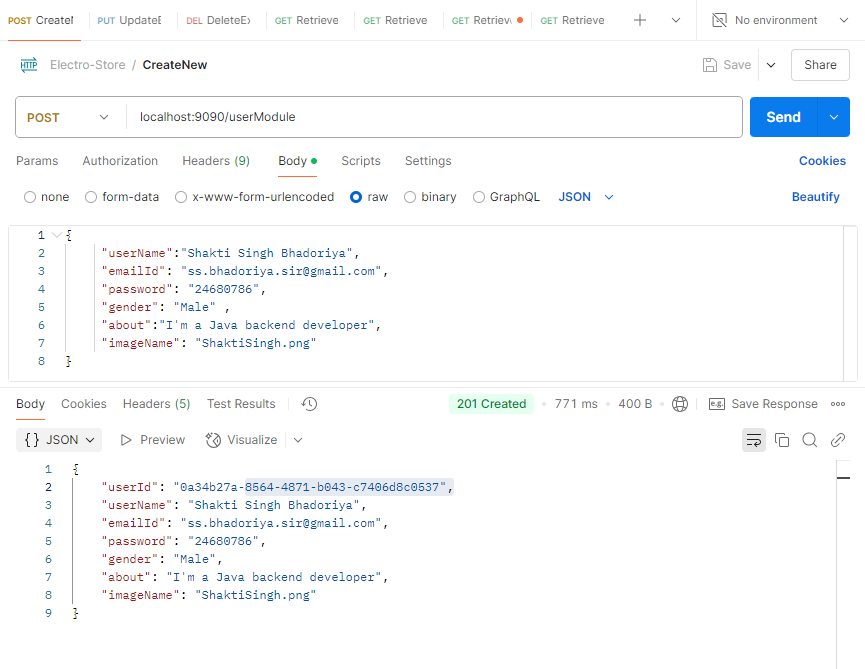 POST CreateN PUT UpdateE DEL DeleteEx GET Retrieve GET Retrieve GET Retriev GET Retrieve No environment
HTTP Electro-Store / CreateNew Save Share
POST localhost:9090/userModule Send
Params Authorization Headers (9) Body Scripts Settings Cookies
none form-data x-www-form-urlencoded raw binary GraphQL JSON Beautify
1 {
2 "userName":"Shakti Singh Bhadoriya",
3 "emailId": "ss.bhadoriya.sir@gmail.com",
4 "password": "24680786",
5 "gender": "Male" ,
6 "about":"I'm a Java backend developer",
7 "imageName": "ShaktiSingh.png"
8 }
Body Cookies Headers (5) Test Results 201 Created 771 ms 400 B e.g. Save Response
{} JSON Preview Visualize
1 {
2 "userId": "0a34b27a-8564-4871-b043-c7406d8c0537",
3 "userName": "Shakti Singh Bhadoriya",
4 "emailId": "ss.bhadoriya.sir@gmail.com",
5 "password": "24680786",
6 "gender": "Male",
7 "about": "I'm a Java backend developer",
8 "imageName": "ShaktiSingh.png"
9 }